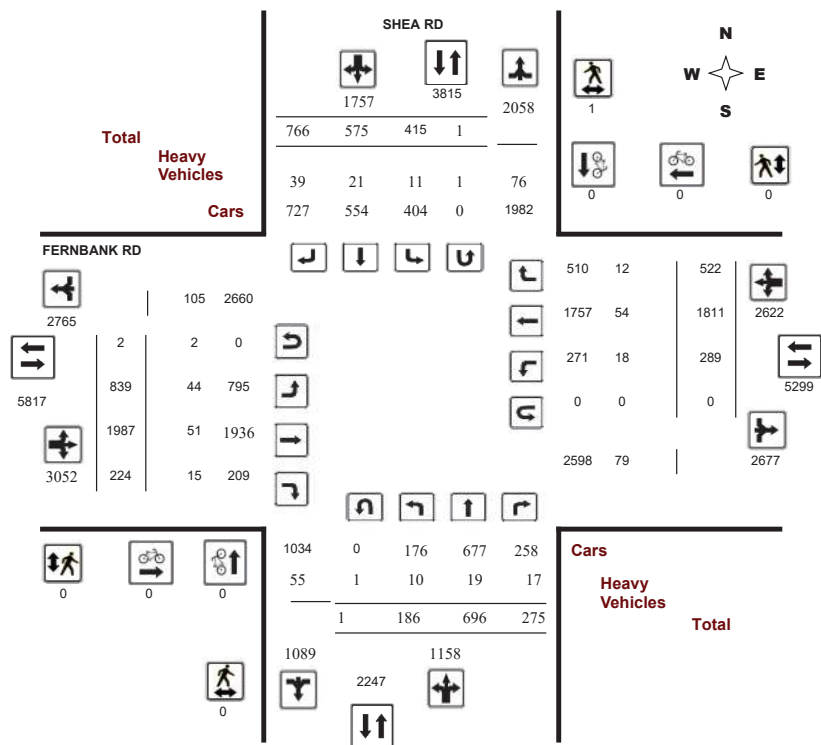 SHEA RD
N
W E
S
1757
3815
2058
1
766 575 415 1
Total
Heavy
Vehicles
39 21 11 1 76
Cars
727 554 404 0 1982
0 0 0
FERNBANK RD
510 12 522
105 2660
2765
1757 54 1811 2622
2 2 0
271 18 289
5817
839 44 795
5299
0 0 0
1987 51 1936
3052
224 15 209
2598 79 2677
1034 0 176 677 258
Cars
55 1 10 19 17
Heavy
Vehicles
0 0 0
1 186 696 275
Total
1089
1158
2247
0